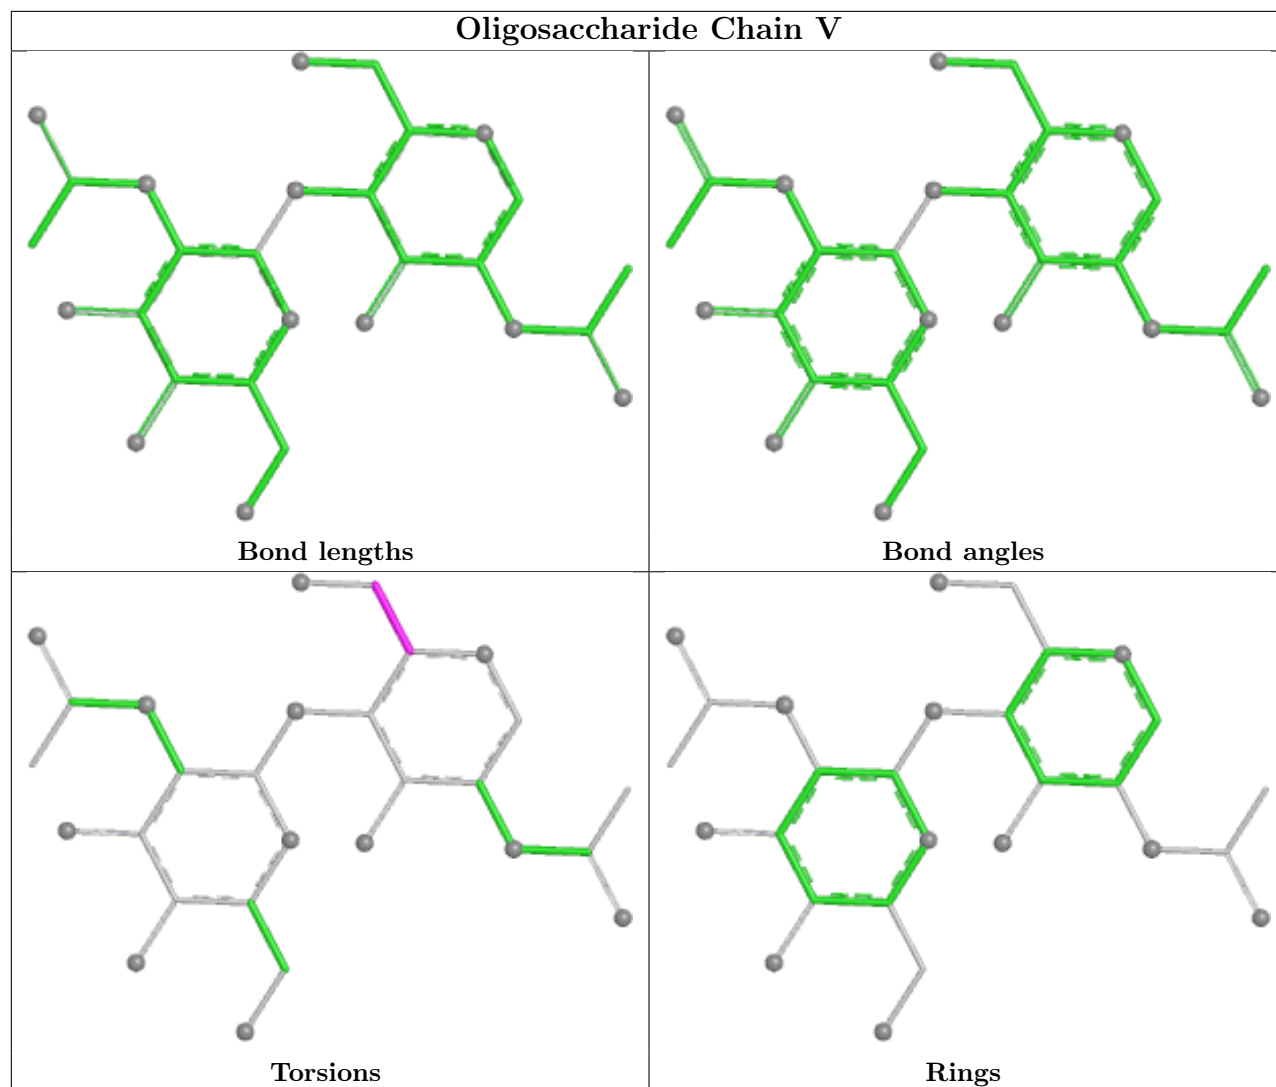 Oligosaccharide Chain V
Bond lengths
Bond angles
Torsions
Rings